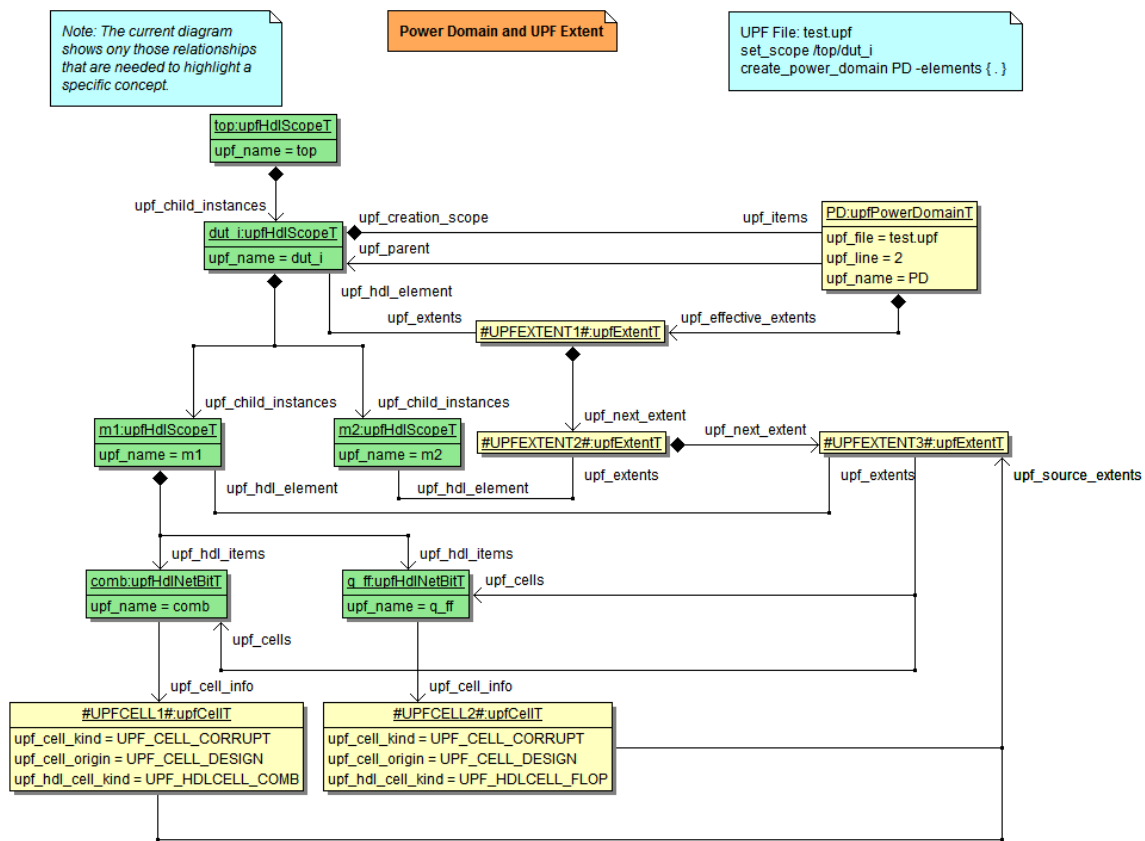 Note: The current diagram
shows ony those relationships
that are needed to highlight a
specific concept.
Power Domain and UPF Extent
UPF File: test.upf
set_scope /top/dut_i
create_power_domain PD -elements { . }
top:upfHdlScopeT
upf_name = top
upf_child_instances
dut_i:upfHdlScopeT
upf_name = dut_i
upf_creation_scope
upf_items
upf_parent
PD:upfPowerDomainT
upf_file = test.upf
upf_line = 2
upf_name = PD
upf_hdl_element
upf_extents
upf_effective_extents
#UPFEXTENT1#:upfExtentT
upf_child_instances
upf_child_instances
upf_next_extent
upf_next_extent
m1:upfHdlScopeT
upf_name = m1
m2:upfHdlScopeT
upf_name = m2
#UPFEXTENT2#:upfExtentT
#UPFEXTENT3#:upfExtentT
upf_hdl_element
upf_hdl_element
upf_extents
upf_extents
upf_source_extents
upf_hdl_items
upf_hdl_items
comb:upfHdlNetBitT
upf_name = comb
q_ff:upfHdlNetBitT
upf_name = q_ff
upf_cells
upf_cells
upf_cell_info
upf_cell_info
#UPFCELL1#:upfCellT
upf_cell_kind = UPF_CELL_CORRUPT
upf_cell_origin = UPF_CELL_DESIGN
upf_hdl_cell_kind = UPF_HDLCELL_COMB
#UPFCELL2#:upfCellT
upf_cell_kind = UPF_CELL_CORRUPT
upf_cell_origin = UPF_CELL_DESIGN
upf_hdl_cell_kind = UPF_HDLCELL_FLOP